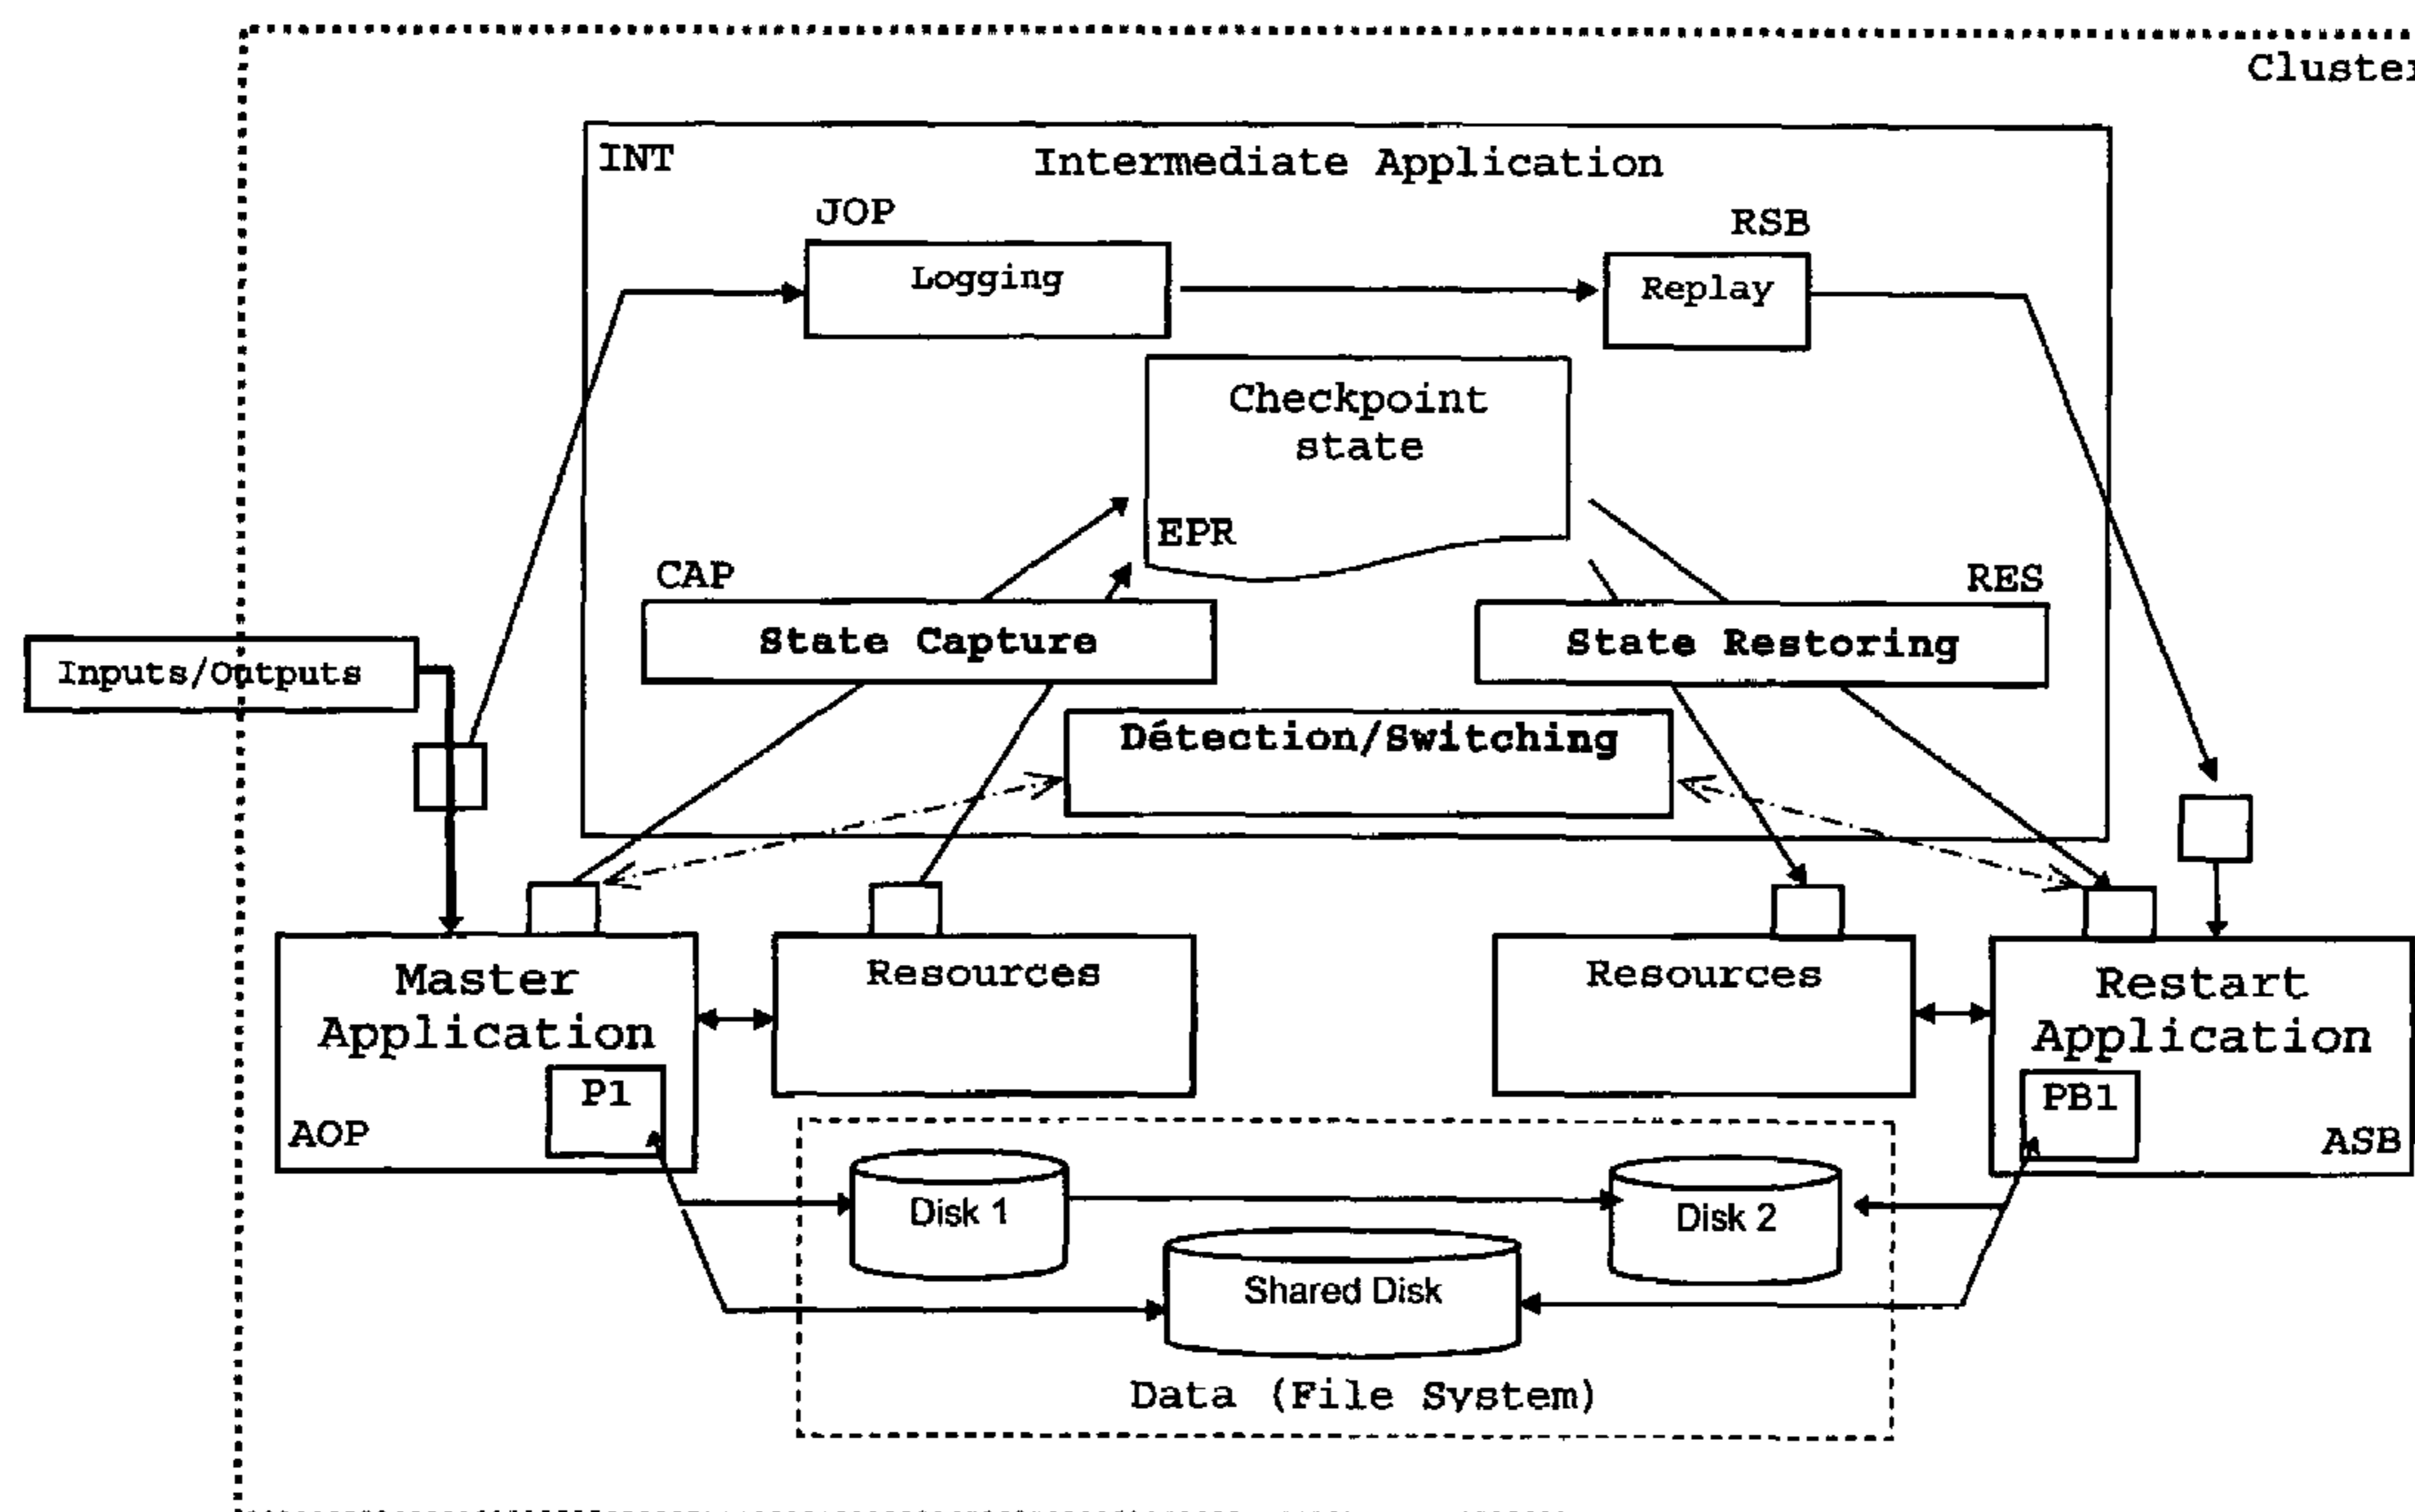 Cluster
INT
Intermediate Application
JOP
RSB
Logging
Replay
Checkpoint
state
EPR
CAP
RES
State Capture
State Restoring
Inputs/Outputs
Détection/Switching
Master
Application
Resources
Resources
Restart
Application
P1
PB1
AOP
ASB
Disk 1
Disk 2
Shared Disk
Data (File System)